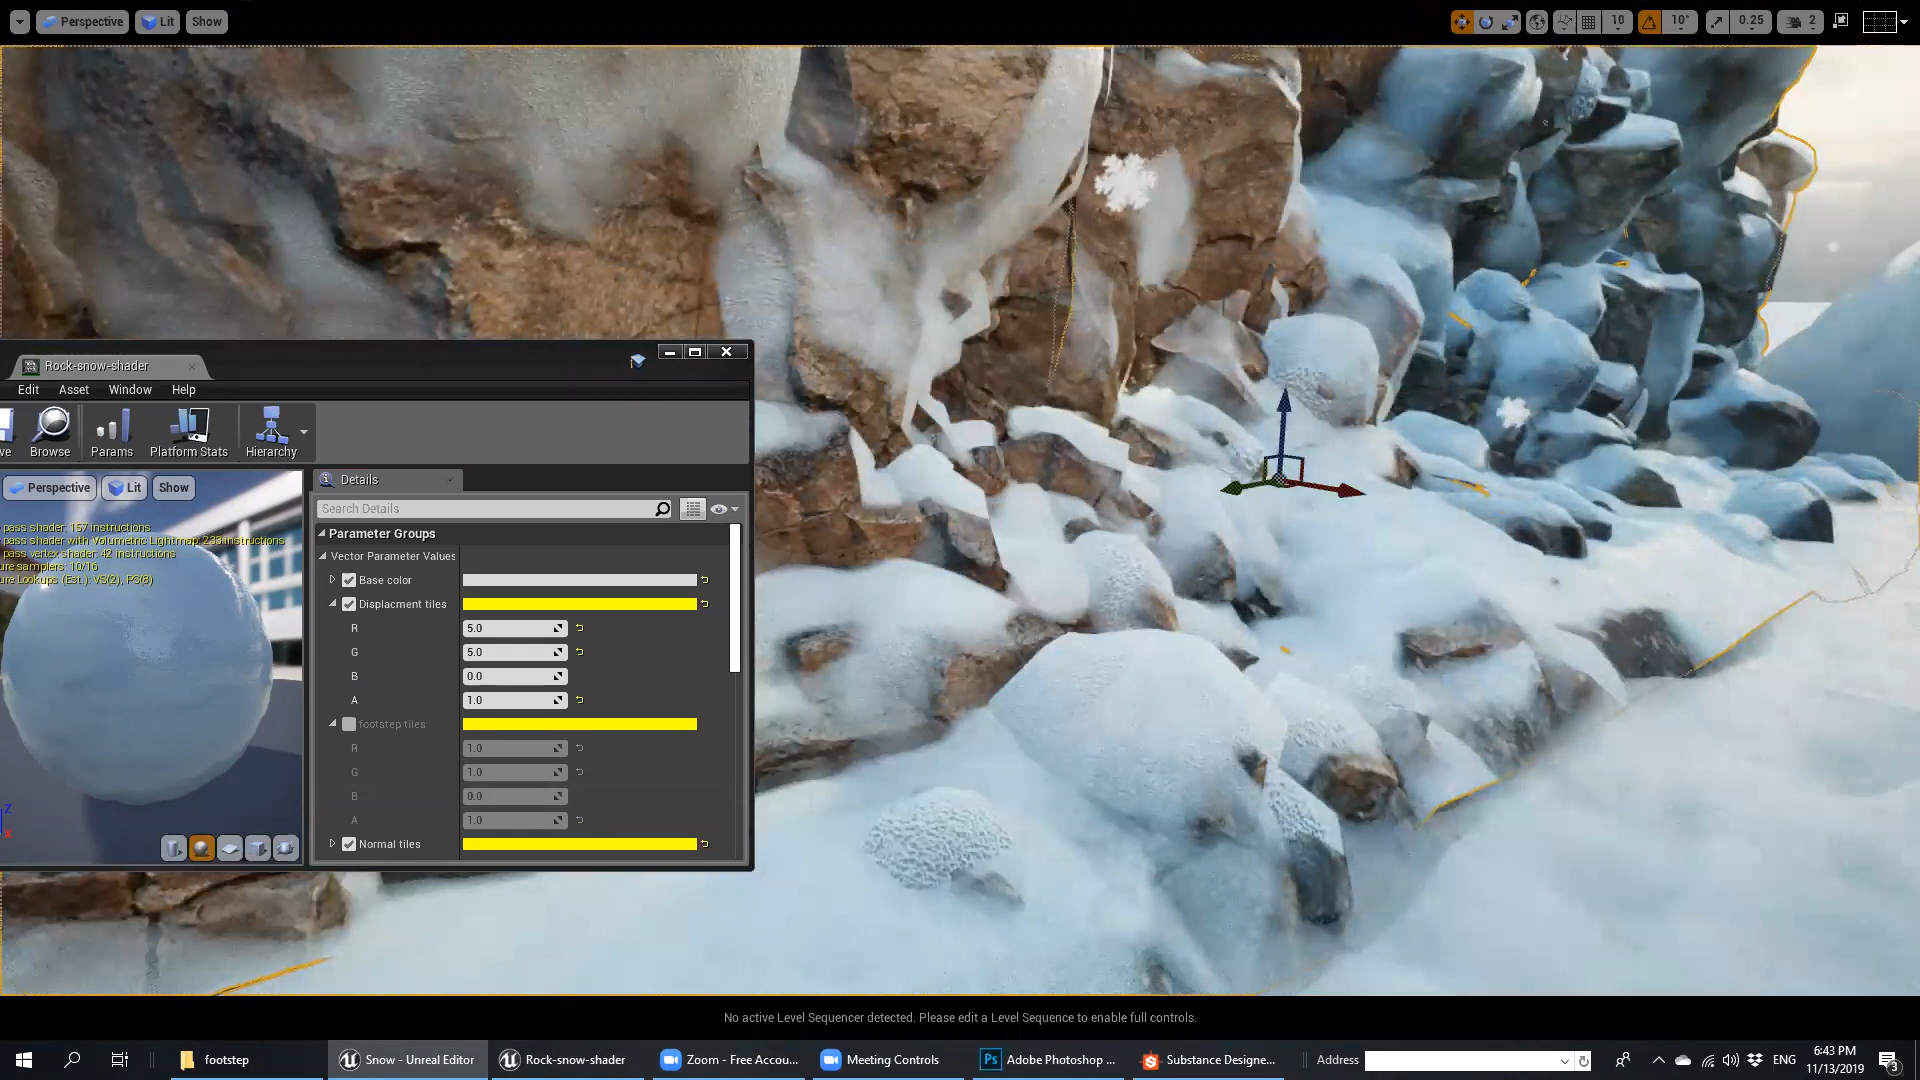 Perspective
Lit
Show
10
10°
0.25
2
Rock-snow-shader
Edit
Asset
Window
Help
ve
Browse
Params
Platform Stats
Hierarchy
Perspective
Lit
Show
pass shader: 157 instructions
pass shader with Volumetric Lightmap: 233 instructions
pass vertex shader: 42 instructions
ure samplers: 10/16
ure Lookups (Est.): VS(2), PS(8)
Z
X
Details
Search Details
Parameter Groups
Vector Parameter Values
Base color
Displacment tiles
R 5.0
G 5.0
B 0.0
A 1.0
footstep tiles
R 1.0
G 1.0
B 0.0
A 1.0
Normal tiles
No active Level Sequencer detected. Please edit a Level Sequence to enable full controls.
footstep
Snow - Unreal Editor
Rock-snow-shader
Zoom - Free Accou...
Meeting Controls
Ps
Adobe Photoshop ...
Substance Designe...
Address
ENG
6:43 PM
11/13/2019
3